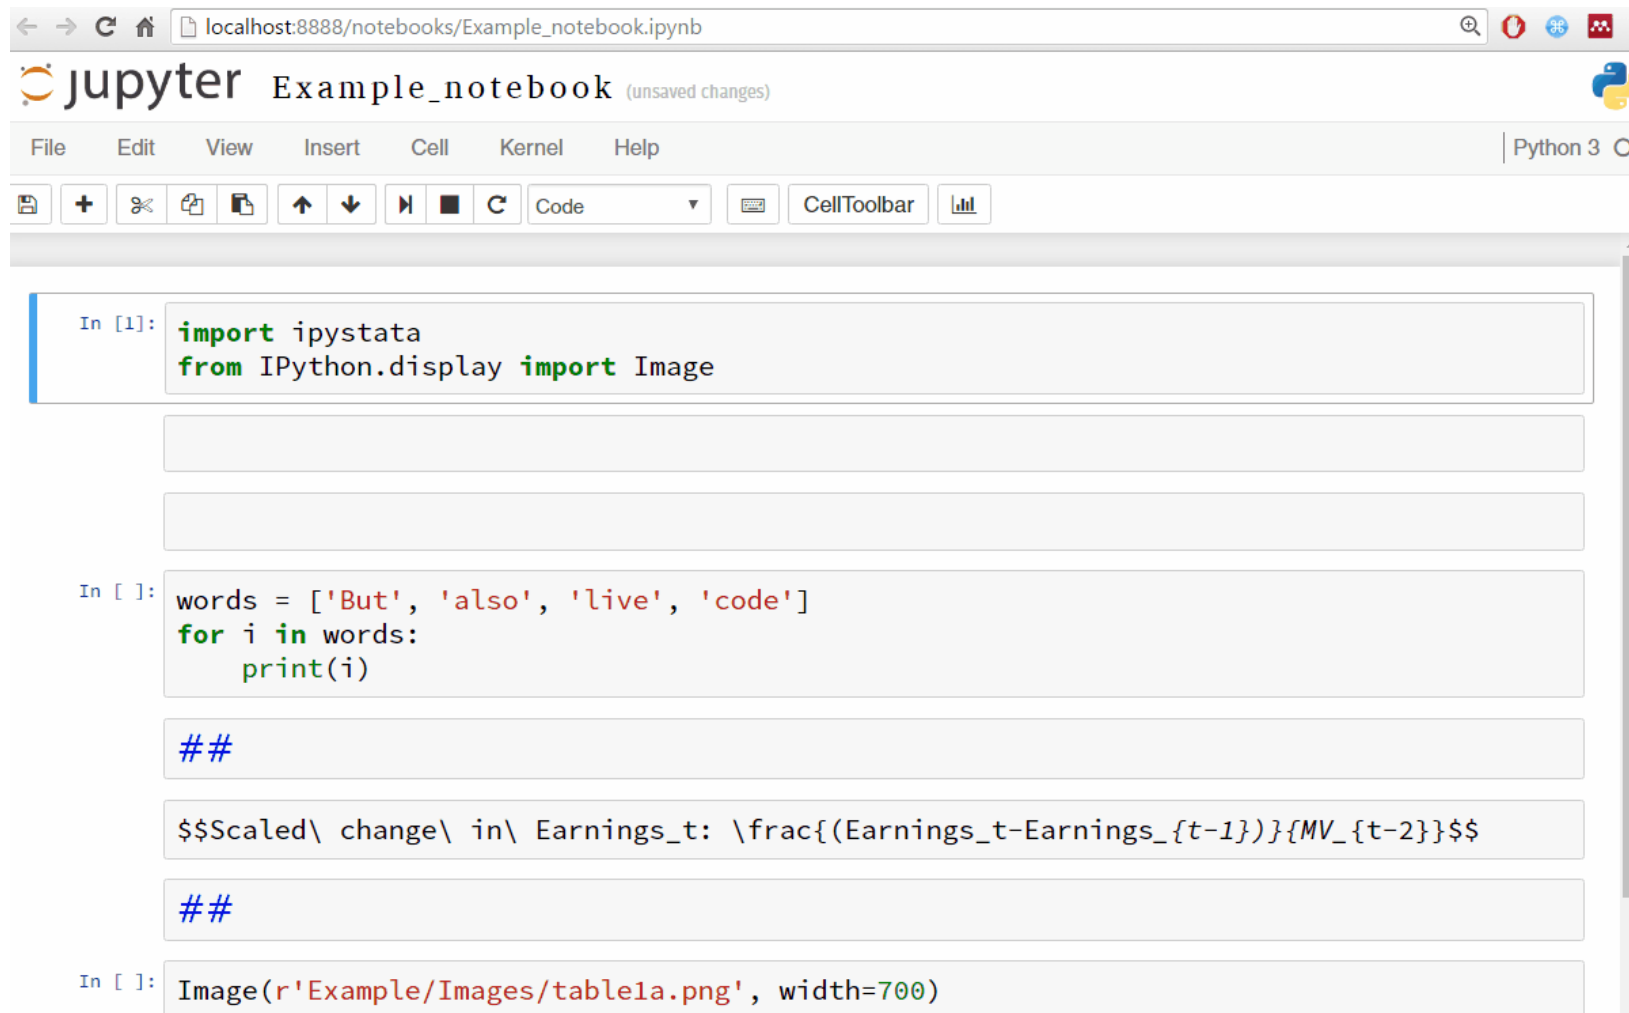 localhost:8888/notebooks/Example_notebook.ipynb
jupyter Example_notebook (unsaved changes)
File Edit View Insert Cell Kernel Help Python 3
Code CellToolbar
In [1]: import ipystata
from IPython.display import Image
In [ ]: words = ['But', 'also', 'live', 'code']
for i in words:
    print(i)
##
$$Scaled\ change\ in\ Earnings_t: \frac{(Earnings_t-Earnings_{t-1})}{MV_{t-2}}$$
##
In [ ]: Image(r'Example/Images/table1a.png', width=700)